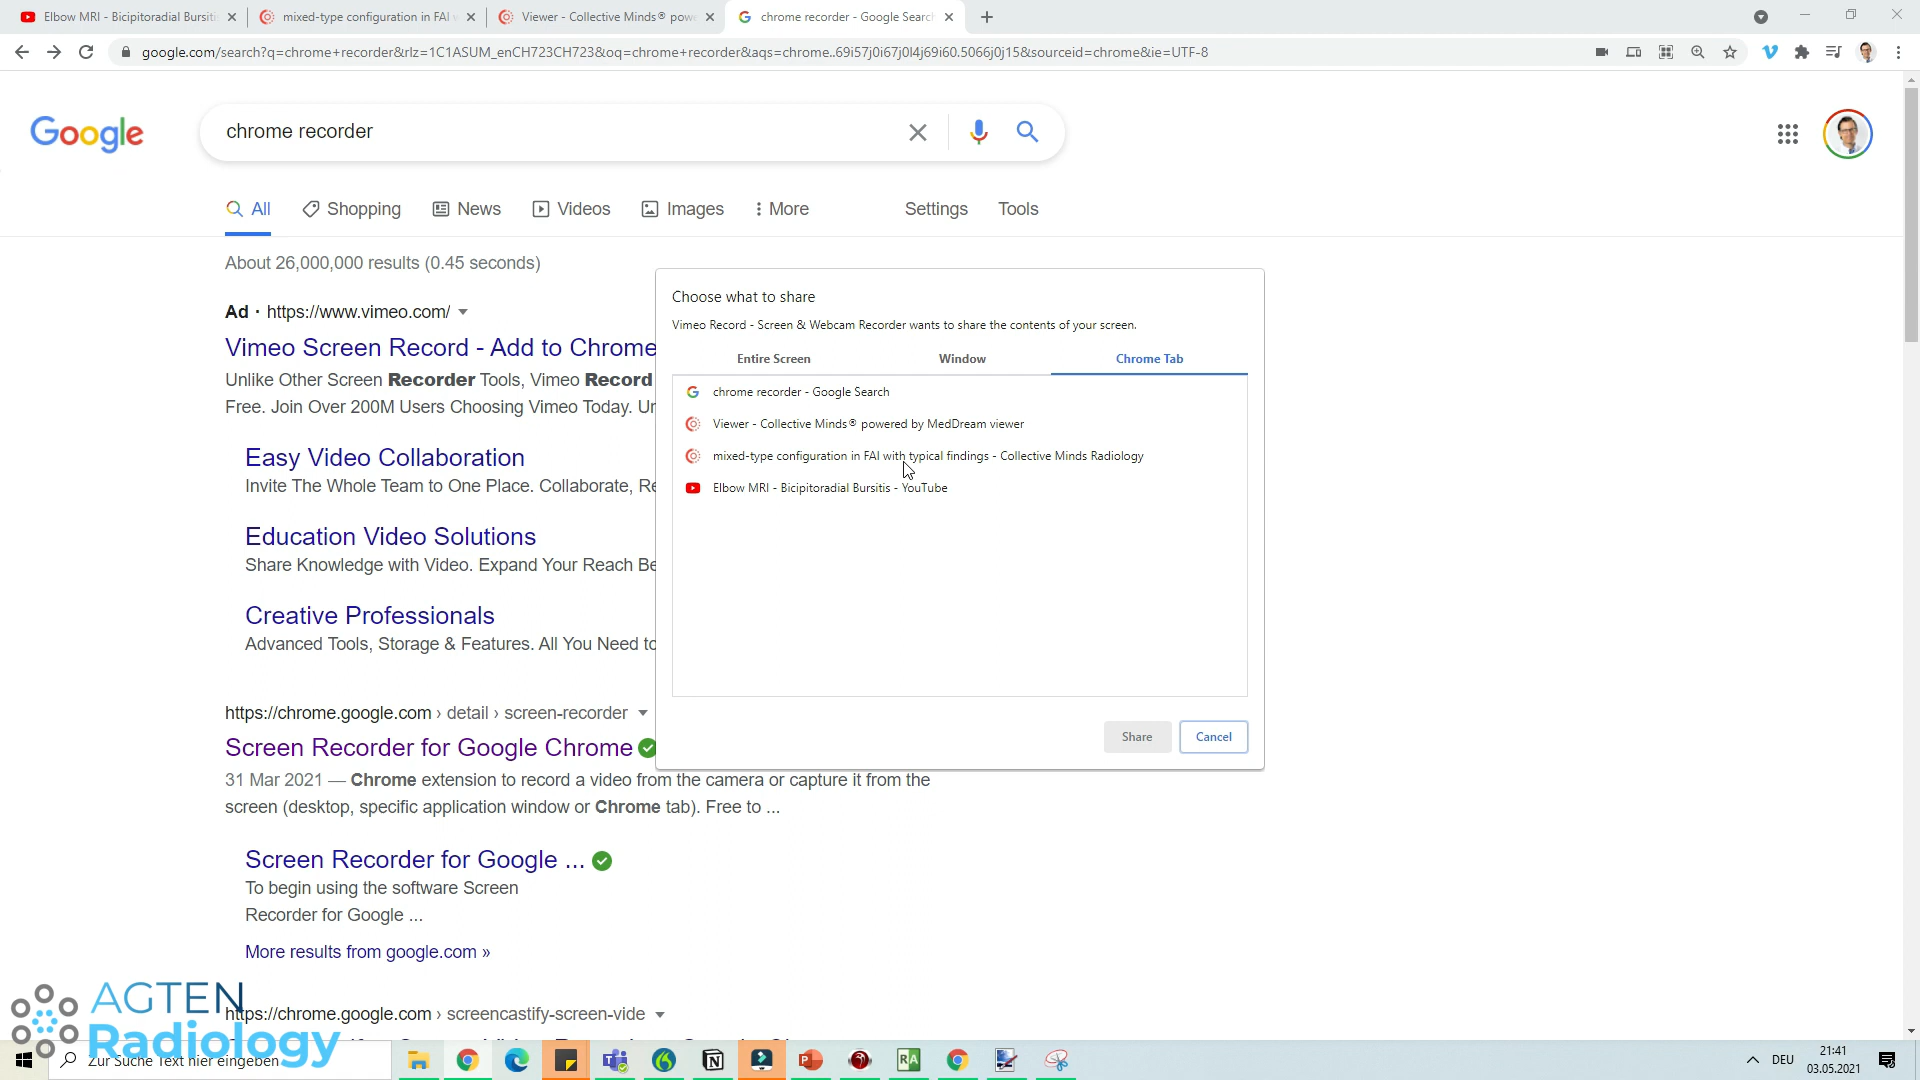 Elbow MRI - Bicipitoradial Bursitis
mixed-type configuration in FAI w
Viewer - Collective Minds® pow
chrome recorder - Google Search
google.com/search?q=chrome+recorder&rlz=1C1ASUM_enCH723CH723&oq=chrome+recorder&aqs=chrome..69i57j0i67j0l4j69i60.5066j0j15&sourceid=chrome&ie=UTF-8
Google
chrome recorder
All
Shopping
News
Videos
Images
More
Settings
Tools
About 26,000,000 results (0.45 seconds)
Ad · https://www.vimeo.com/
Vimeo Screen Record - Add to Chrome
Unlike Other Screen Recorder Tools, Vimeo Record
Free. Join Over 200M Users Choosing Vimeo Today.
Easy Video Collaboration
Invite The Whole Team to One Place. Collaborate, Re
Education Video Solutions
Share Knowledge with Video. Expand Your Reach Be
Creative Professionals
Advanced Tools, Storage & Features. All You Need to
Choose what to share
Vimeo Record - Screen & Webcam Recorder wants to share the contents of your screen.
Entire Screen
Window
Chrome Tab
chrome recorder - Google Search
Viewer - Collective Minds® powered by MedDream viewer
mixed-type configuration in FAI with typical findings - Collective Minds Radiology
Elbow MRI - Bicipitoradial Bursitis - YouTube
Share
Cancel
https://chrome.google.com › detail › screen-recorder
Screen Recorder for Google Chrome
31 Mar 2021 — Chrome extension to record a video from the camera or capture it from the
screen (desktop, specific application window or Chrome tab). Free to ...
Screen Recorder for Google ...
To begin using the software Screen
Recorder for Google ...
More results from google.com »
https://chrome.google.com › screencastify-screen-vide
AGTEN
Radiology
Zur Suche Text hier eingeben
DEU
21:41
03.05.2021